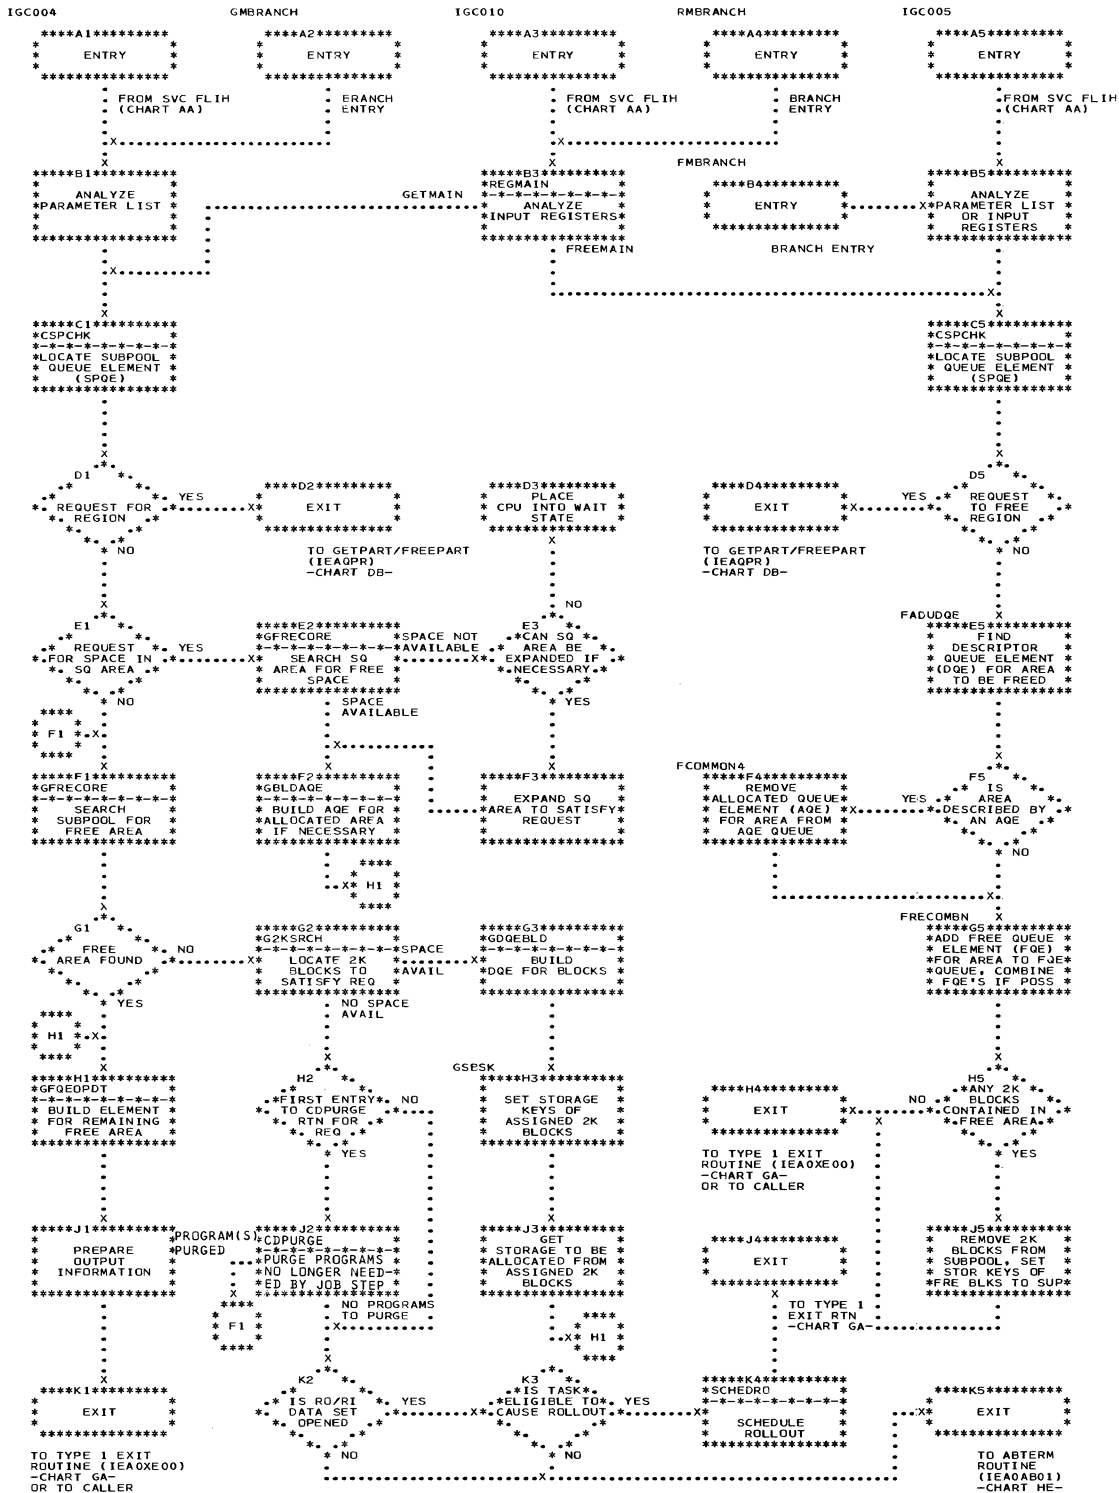 IGC004
GMBRANCH
IGC010
RMBRANCH
IGC005
A1
ENTRY
A2
ENTRY
A3
ENTRY
A4
ENTRY
A5
ENTRY
FROM SVC FLIH
(CHART AA)
ERANCH
ENTRY
FROM SVC FLIH
(CHART AA)
BRANCH
ENTRY
FROM SVC FLIH
(CHART AA)
B1
ANALYZE
PARAMETER LIST
GETMAIN
B3
REGMAIN
ANALYZE
INPUT REGISTERS
FREEMAIN
FMBRANCH
B4
ENTRY
BRANCH ENTRY
B5
ANALYZE
PARAMETER LIST
OR INPUT
REGISTERS
C1
CSPCHK
LOCATE SUBPOOL
QUEUE ELEMENT
(SPQE)
C5
CSPCHK
LOCATE SUBPOOL
QUEUE ELEMENT
(SPQE)
D1
REQUEST FOR
REGION
YES
NO
D2
EXIT
TO GETPART/FREEPART
(IEAQPR)
-CHART DB-
D3
PLACE
CPU INTO WAIT
STATE
D4
EXIT
TO GETPART/FREEPART
(IEAQPR)
-CHART DB-
D5
REQUEST
TO FREE
REGION
YES
NO
E1
REQUEST
FOR SPACE IN
SQ AREA
YES
NO
E2
GFRECORE
SEARCH SQ
AREA FOR FREE
SPACE
SPACE NOT
AVAILABLE
SPACE
AVAILABLE
E3
CAN SQ
AREA BE
EXPANDED IF
NECESSARY
NO
YES
FADUDQE
E5
FIND
DESCRIPTOR
QUEUE ELEMENT
(DQE) FOR AREA
TO BE FREED
F1
F1
GFRECORE
SEARCH
SUBPOOL FOR
FREE AREA
F2
GBLDAQE
BUILD AQE FOR
ALLOCATED AREA
IF NECESSARY
H1
F3
EXPAND SQ
AREA TO SATISFY
REQUEST
FCOMMON4
F4
REMOVE
ALLOCATED QUEUE
ELEMENT (AQE)
FOR AREA FROM
AQE QUEUE
F5
IS
AREA
DESCRIBED BY
AN AQE
YES
NO
G1
FREE
AREA FOUND
NO
YES
G2
G2KSRCH
LOCATE 2K
BLOCKS TO
SATISFY REQ
SPACE
AVAIL
NO SPACE
AVAIL
G3
GDQEBLD
BUILD
DQE FOR BLOCKS
FRECOMBN
G5
ADD FREE QUEUE
ELEMENT (FQE)
FOR AREA TO FQE
QUEUE, COMBINE
FQE'S IF POSS
H1
H1
GFQEOPDT
BUILD ELEMENT
FOR REMAINING
FREE AREA
H2
FIRST ENTRY
TO CDPURGE
RTN FOR
REQ
NO
YES
GSBSK
H3
SET STORAGE
KEYS OF
ASSIGNED 2K
BLOCKS
H4
EXIT
TO TYPE 1 EXIT
ROUTINE (IEA0XE00)
-CHART GA-
OR TO CALLER
H5
ANY 2K
BLOCKS
CONTAINED IN
FREE AREA
NO
YES
J1
PREPARE
OUTPUT
INFORMATION
PROGRAM(S)
PURGED
F1
J2
CDPURGE
PURGE PROGRAMS
NO LONGER NEED-
ED BY JOB STEP
NO PROGRAMS
TO PURGE
J3
GET
STORAGE TO BE
ALLOCATED FROM
ASSIGNED 2K
BLOCKS
H1
J4
EXIT
TO TYPE 1
EXIT RTN
-CHART GA-
J5
REMOVE 2K
BLOCKS FROM
SUBPOOL, SET
STOR KEYS OF
FRE BLKS TO SUP
K1
EXIT
TO TYPE 1 EXIT
ROUTINE (IEA0XE00)
-CHART GA-
OR TO CALLER
K2
IS RO/RI
DATA SET
OPENED
YES
NO
K3
IS TASK
ELIGIBLE TO
CAUSE ROLLOUT
YES
NO
K4
SCHEDRO
SCHEDULE
ROLLOUT
K5
EXIT
TO ABTERM
ROUTINE
(IEA0AB01)
-CHART HE-